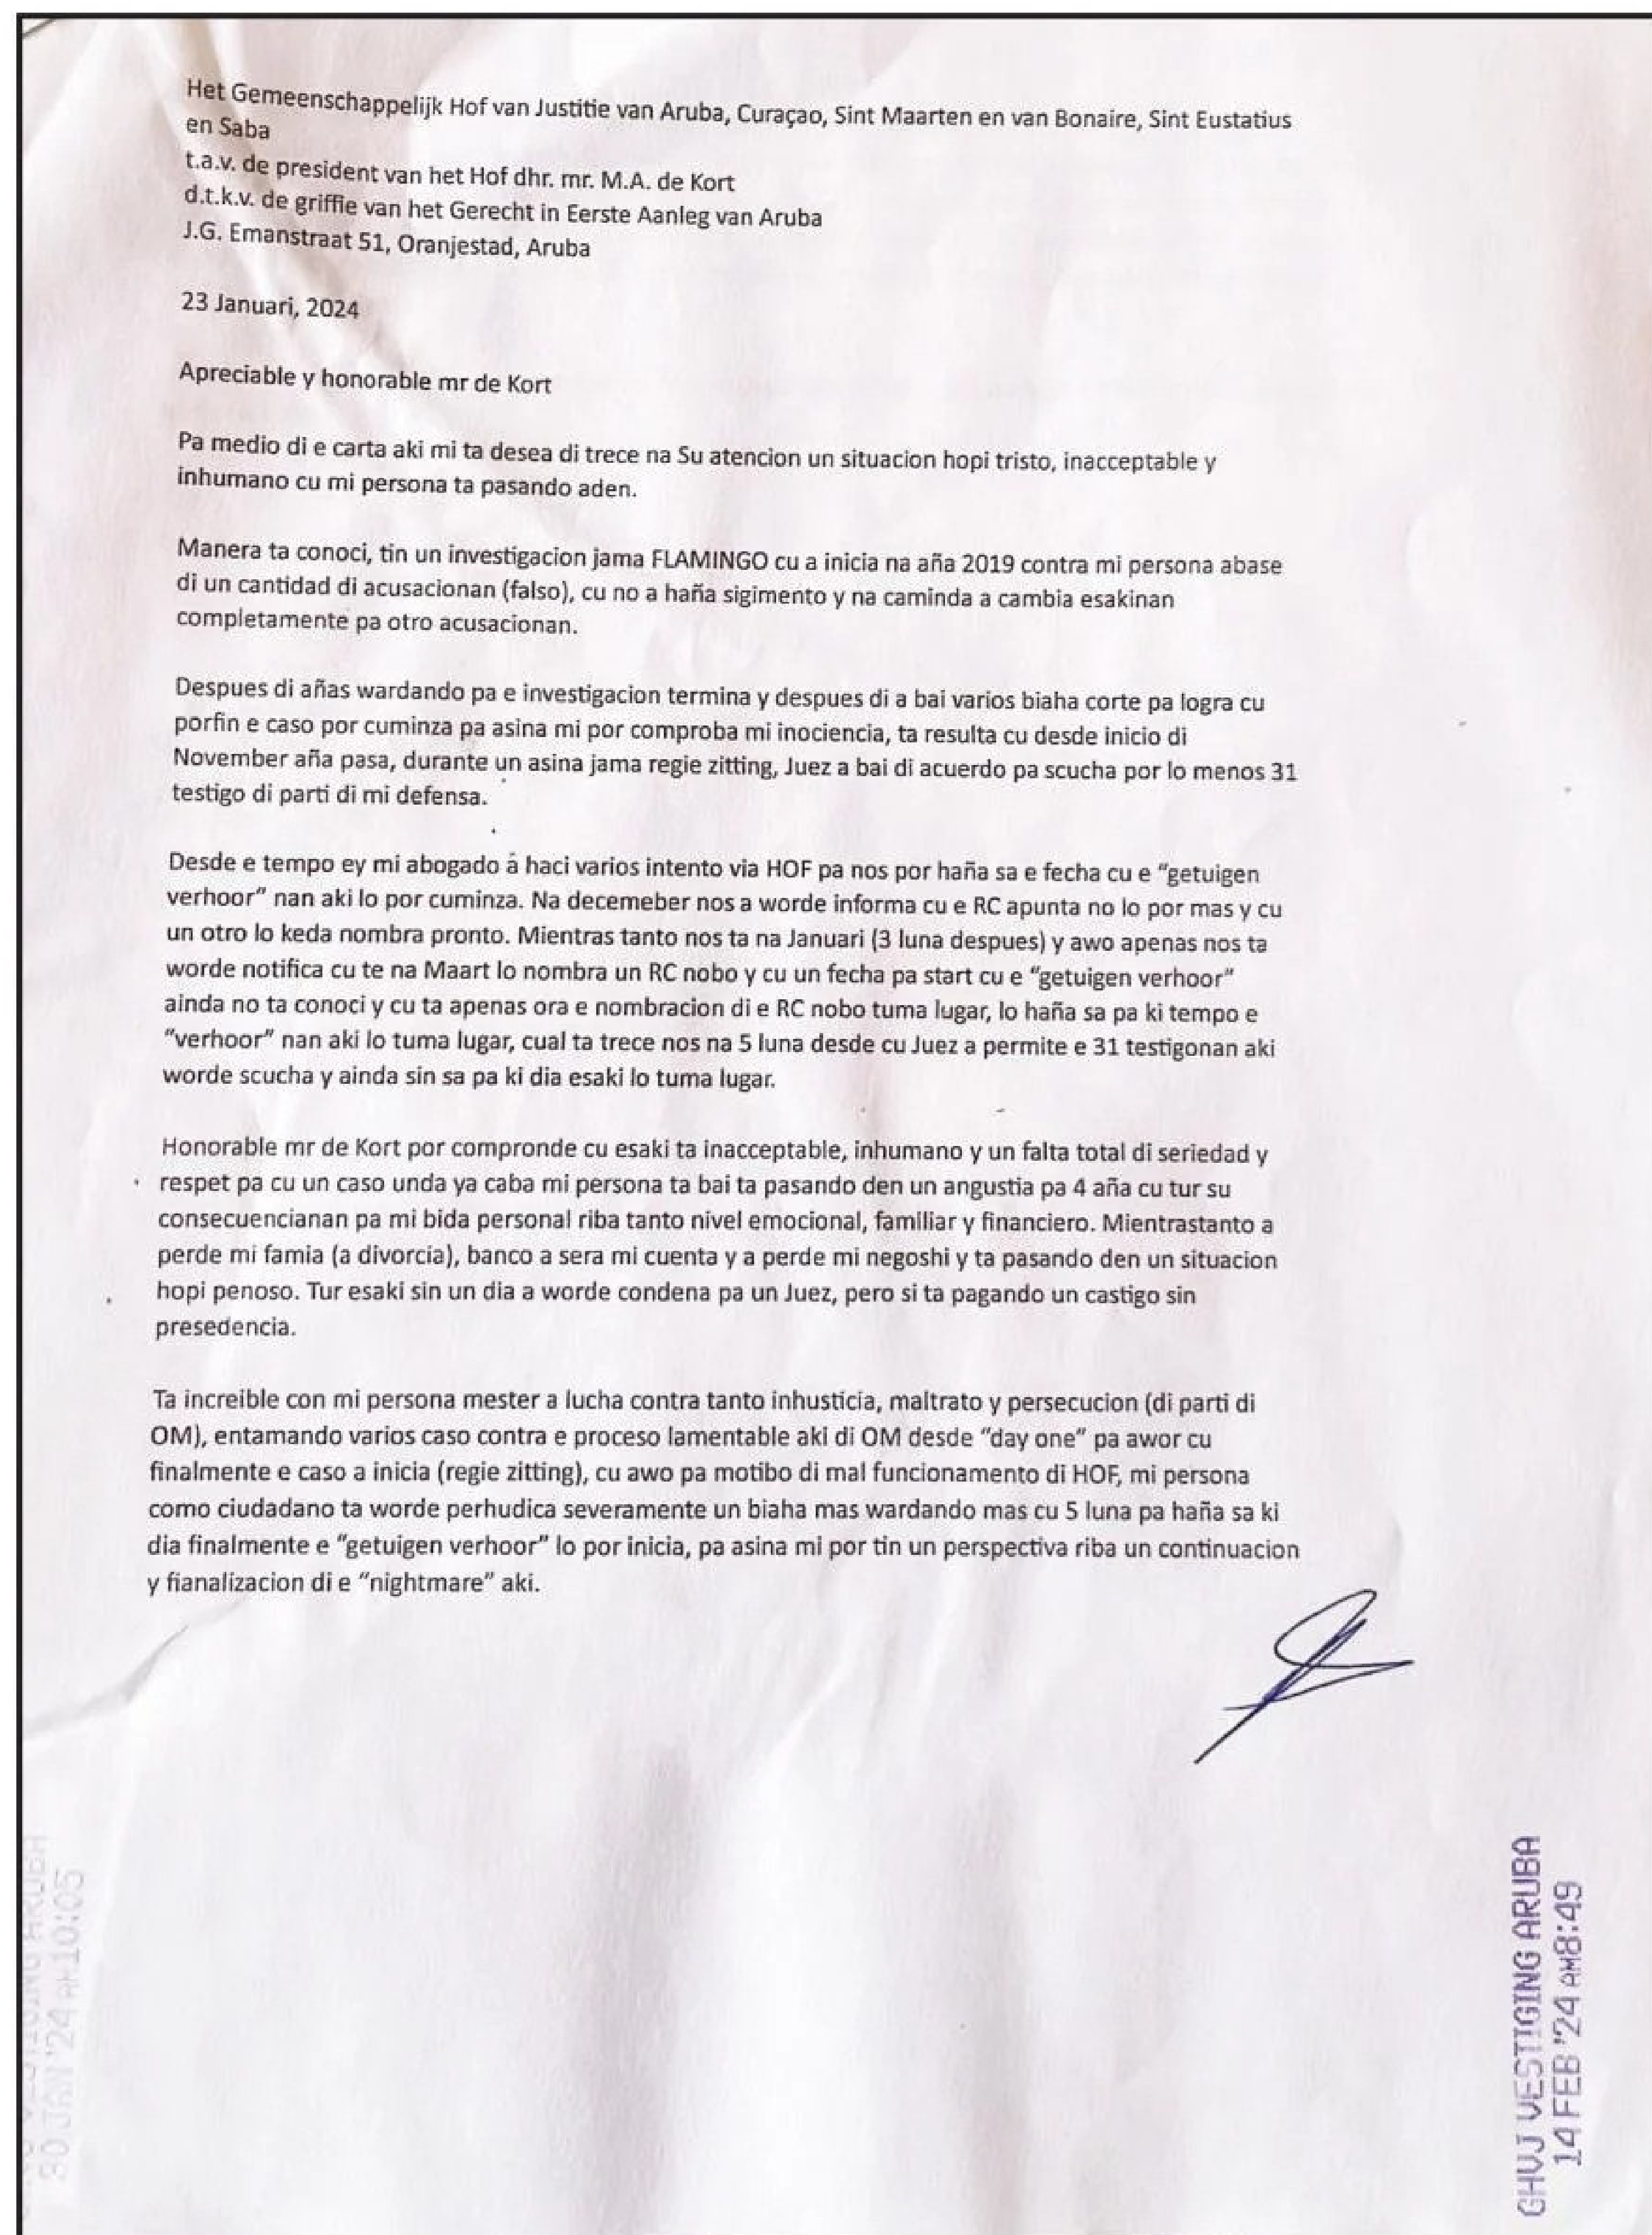 Het Gemeenschappelijk Hof van Justitie van Aruba, Curaçao, Sint Maarten en van Bonaire, Sint Eustatius
en Saba
t.a.v. de president van het Hof dhr. mr. M.A. de Kort
d.t.k.v. de griffie van het Gerecht in Eerste Aanleg van Aruba
J.G. Emanstraat 51, Oranjestad, Aruba
23 Januari, 2024
Apreciable y honorable mr de Kort
Pa medio di e carta aki mi ta desea di trece na Su atencion un situacion hopi tristo, inacceptable y
inhumano cu mi persona ta pasando aden.
Manera ta conoci, tin un investigacion jama FLAMINGO cu a inicia na aña 2019 contra mi persona abase
di un cantidad di acusacionan (falso), cu no a haña sigimento y na caminda a cambia esakinan
completamente pa otro acusacionan.
Despues di añas wardando pa e investigacion termina y despues di a bai varios biaha corte pa logra cu
porfin e caso por cuminza pa asina mi por comproba mi inociencia, ta resulta cu desde inicio di
November aña pasa, durante un asina jama regie zitting, Juez a bai di acuerdo pa scucha por lo menos 31
testigo di parti di mi defensa.
Desde e tempo ey mi abogado á haci varios intento via HOF pa nos por haña sa e fecha cu e “getuigen
verhoor” nan aki lo por cuminza. Na decemeber nos a worde informa cu e RC apunta no lo por mas y cu
un otro lo keda nombra pronto. Mientras tanto nos ta na Januari (3 luna despues) y awo apenas nos ta
worde notifica cu te na Maart lo nombra un RC nobo y cu un fecha pa start cu e “getuigen verhoor”
ainda no ta conoci y cu ta apenas ora e nombracion di e RC nobo tuma lugar, lo haña sa pa ki tempo e
“verhoor” nan aki lo tuma lugar, cual ta trece nos na 5 luna desde cu Juez a permite e 31 testigonan aki
worde scucha y ainda sin sa pa ki dia esaki lo tuma lugar.
Honorable mr de Kort por compronde cu esaki ta inacceptable, inhumano y un falta total di seriedad y
respet pa cu un caso unda ya caba mi persona ta bai ta pasando den un angustia pa 4 aña cu tur su
consecuencianan pa mi bida personal riba tanto nivel emocional, familiar y financiero. Mientrastanto a
perde mi famia (a divorcia), banco a sera mi cuenta y a perde mi negoshi y ta pasando den un situacion
hopi penoso. Tur esaki sin un dia a worde condena pa un Juez, pero si ta pagando un castigo sin
presedencia.
Ta increible con mi persona mester a lucha contra tanto inhusticia, maltrato y persecucion (di parti di
OM), entamando varios caso contra e proceso lamentable aki di OM desde “day one” pa awor cu
finalmente e caso a inicia (regie zitting), cu awo pa motibo di mal funcionamento di HOF, mi persona
como ciudadano ta worde perhudica severamente un biaha mas wardando mas cu 5 luna pa haña sa ki
dia finalmente e “getuigen verhoor” lo por inicia, pa asina mi por tin un perspectiva riba un continuacion
y fianalizacion di e “nightmare” aki.
ARUBA
30 JAN '24 AM10:05
GHVJ VESTIGING ARUBA
14 FEB '24 AM8:49